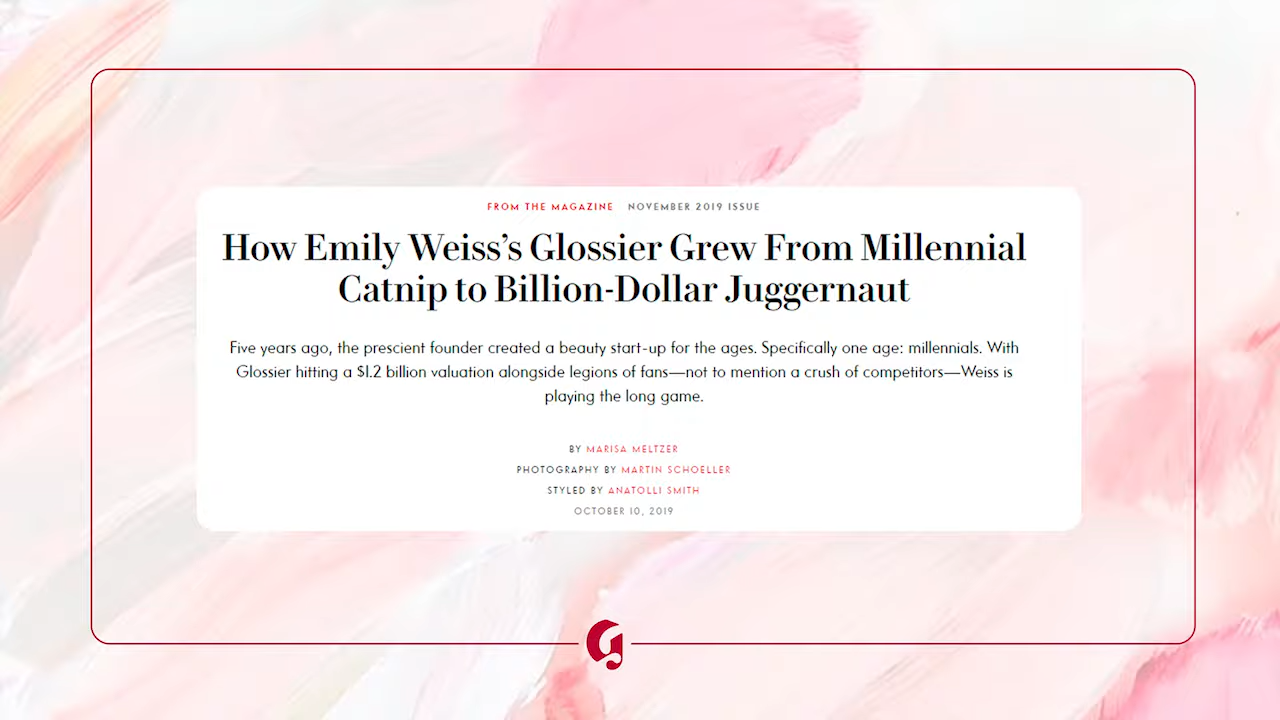 FROM THE MAGAZINE NOVEMBER 2019 ISSUE
How Emily Weiss’s Glossier Grew From Millennial
Catnip to Billion-Dollar Juggernaut
Five years ago, the prescient founder created a beauty start-up for the ages. Specifically one age: millennials. With
Glossier hitting a $1.2 billion valuation alongside legions of fans—not to mention a crush of competitors—Weiss is
playing the long game.
BY MARISA MELTZER
PHOTOGRAPHY BY MARTIN SCHOELLER
STYLED BY ANATOLLI SMITH
OCTOBER 10, 2019
G